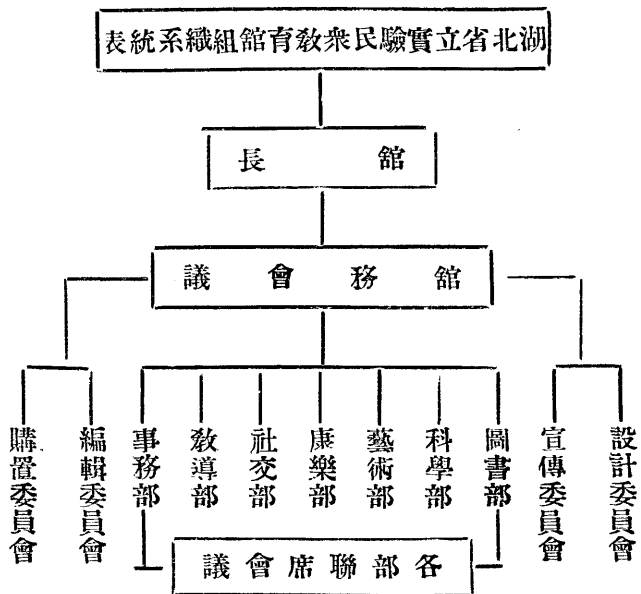 湖北省立實驗民衆敎育舘組織系統表
舘長
舘務會議
設計委員會
宣傳委員會
圖書部
科學部
藝術部
康樂部
社交部
敎導部
事務部
編輯委員會
購置委員會
各部聯席會議